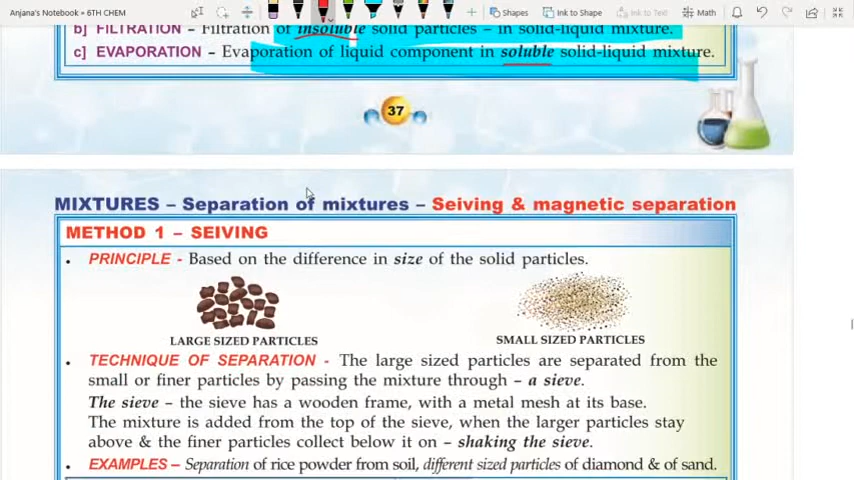 Anjana's Notebook » 6TH CHEM
Shapes
Ink to Shape
Ink to Text
Math
b) FILTRATION – Filtration of insoluble solid particles – in solid-liquid mixture.
c) EVAPORATION – Evaporation of liquid component in soluble solid-liquid mixture.
37
MIXTURES – Separation of mixtures – Seiving & magnetic separation
METHOD 1 – SEIVING
• PRINCIPLE - Based on the difference in size of the solid particles.
LARGE SIZED PARTICLES
SMALL SIZED PARTICLES
• TECHNIQUE OF SEPARATION - The large sized particles are separated from the
small or finer particles by passing the mixture through – a sieve.
The sieve – the sieve has a wooden frame, with a metal mesh at its base.
The mixture is added from the top of the sieve, when the larger particles stay
above & the finer particles collect below it on – shaking the sieve.
• EXAMPLES – Separation of rice powder from soil, different sized particles of diamond & of sand.